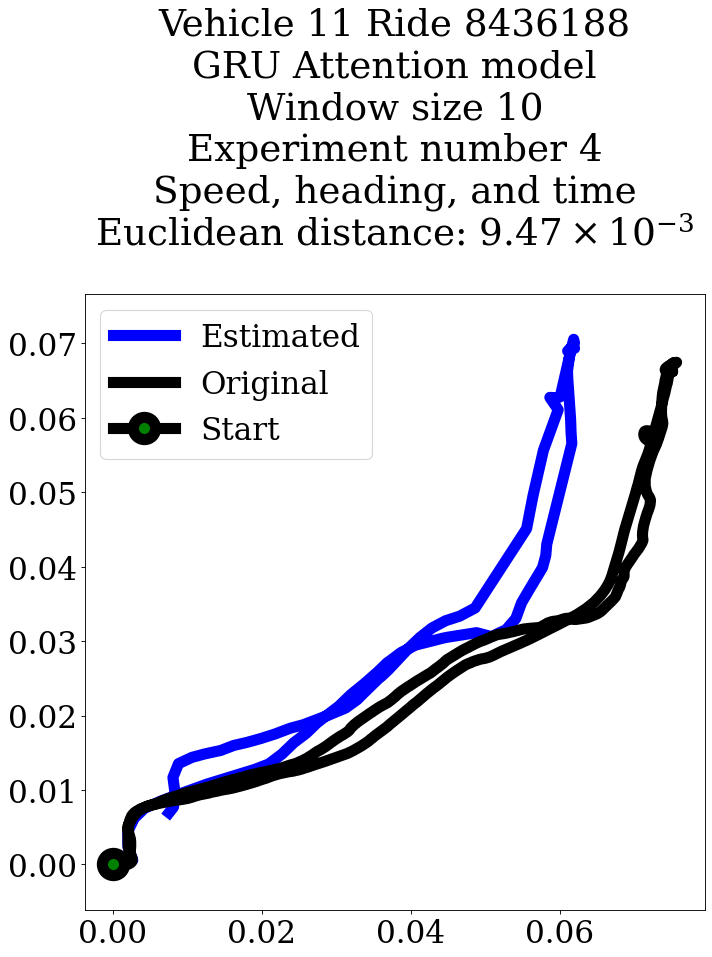 Vehicle 11 Ride 8436188
GRU Attention model
Window size 10
Experiment number 4
Speed, heading, and time
Euclidean distance: 9.47 × 10⁻³
Estimated
Original
Start
0.07
0.06
0.05
0.04
0.03
0.02
0.01
0.00
0.00 0.02 0.04 0.06